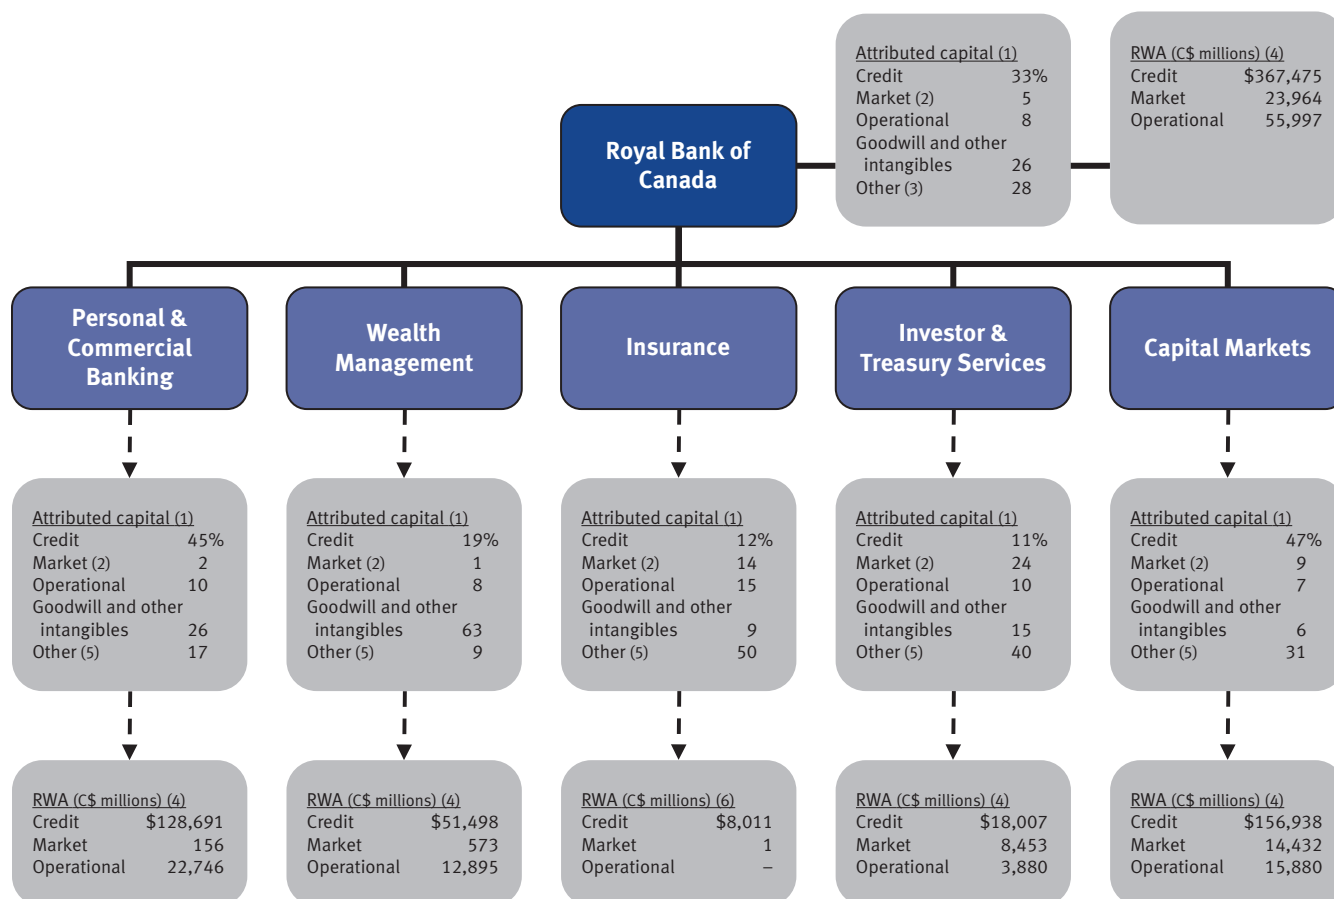 Attributed capital (1)
Credit 33%
Market (2) 5
Operational 8
Goodwill and other
intangibles 26
Other (3) 28
RWA (C$ millions) (4)
Credit $367,475
Market 23,964
Operational 55,997
Royal Bank of
Canada
Personal &
Commercial
Banking
Wealth
Management
Insurance
Investor &
Treasury Services
Capital Markets
Attributed capital (1)
Credit 45%
Market (2) 2
Operational 10
Goodwill and other
intangibles 26
Other (5) 17
Attributed capital (1)
Credit 19%
Market (2) 1
Operational 8
Goodwill and other
intangibles 63
Other (5) 9
Attributed capital (1)
Credit 12%
Market (2) 14
Operational 15
Goodwill and other
intangibles 9
Other (5) 50
Attributed capital (1)
Credit 11%
Market (2) 24
Operational 10
Goodwill and other
intangibles 15
Other (5) 40
Attributed capital (1)
Credit 47%
Market (2) 9
Operational 7
Goodwill and other
intangibles 6
Other (5) 31
RWA (C$ millions) (4)
Credit $128,691
Market 156
Operational 22,746
RWA (C$ millions) (4)
Credit $51,498
Market 573
Operational 12,895
RWA (C$ millions) (6)
Credit $8,011
Market 1
Operational –
RWA (C$ millions) (4)
Credit $18,007
Market 8,453
Operational 3,880
RWA (C$ millions) (4)
Credit $156,938
Market 14,432
Operational 15,880